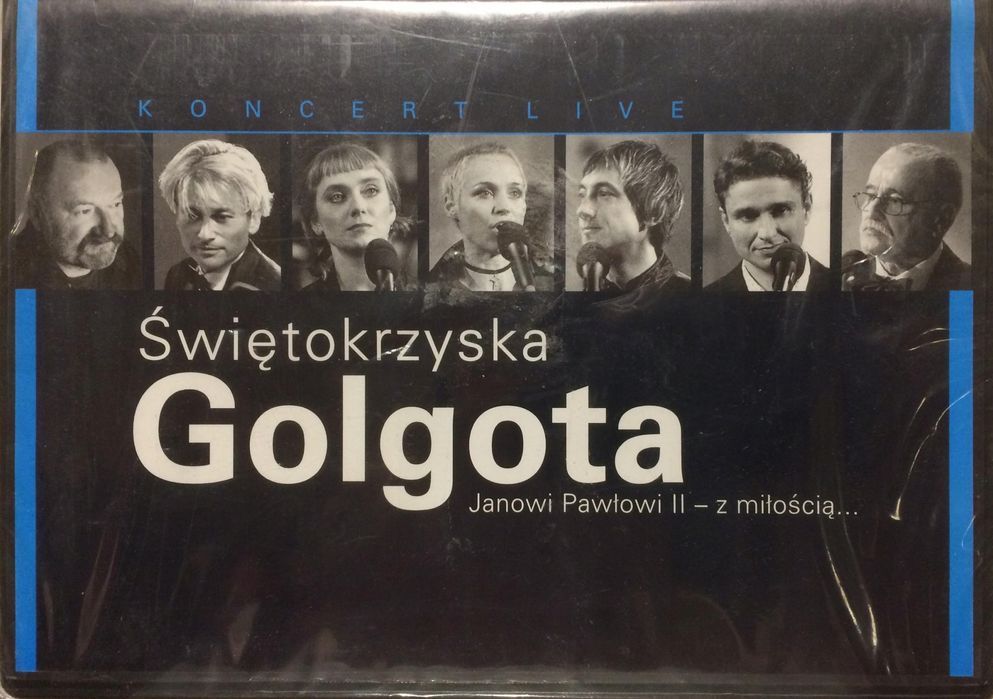 KONCERT LIVE
Świętokrzyska
Golgota
Janowi Pawłowi II – z miłością...